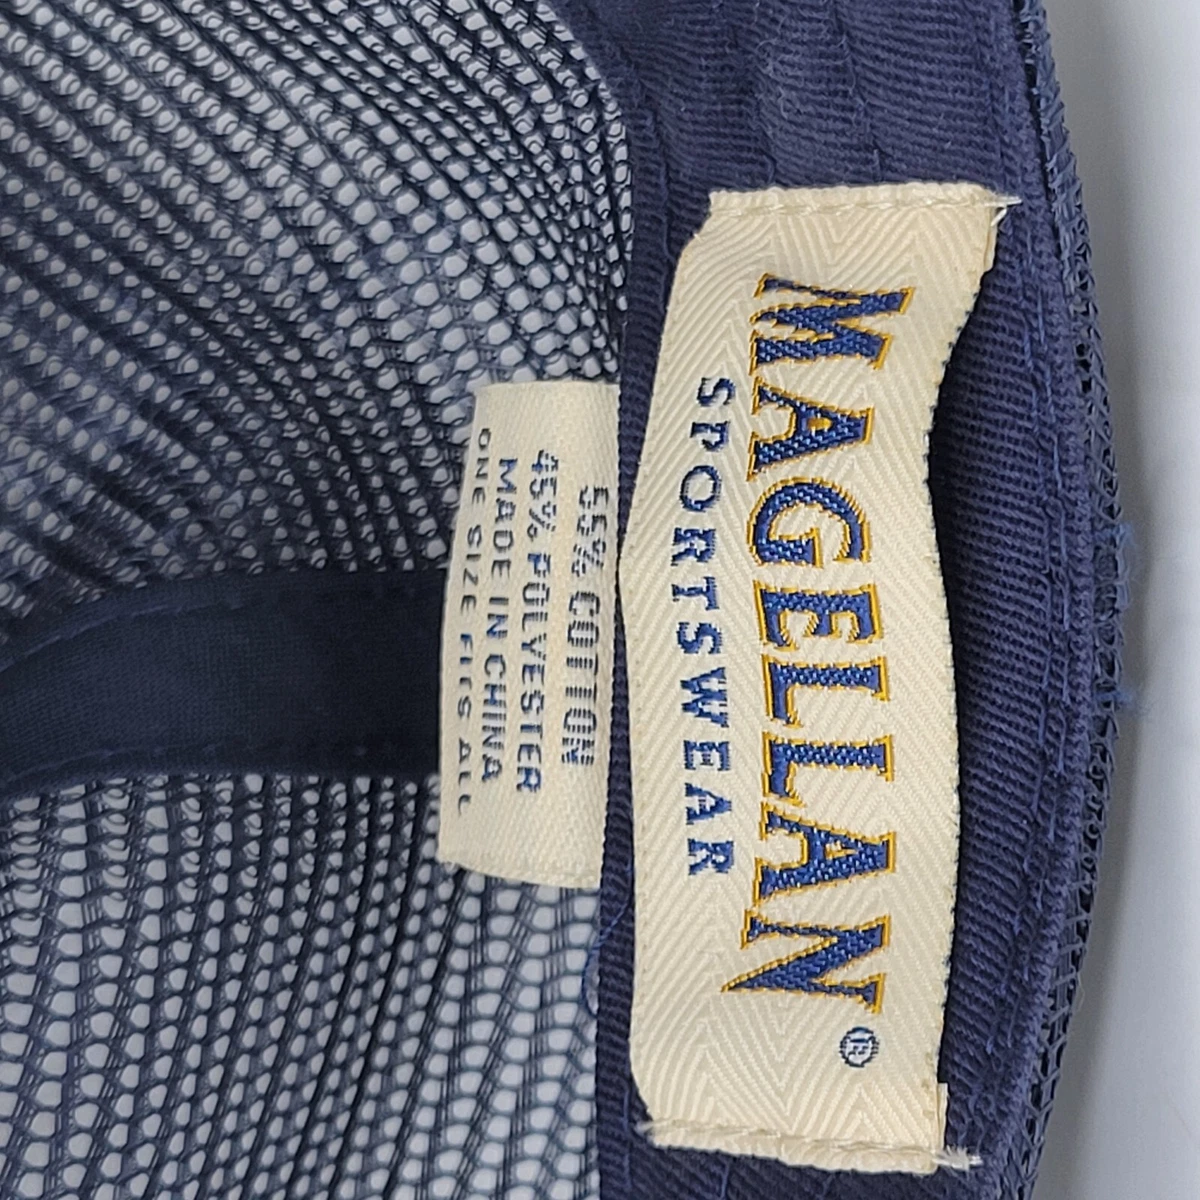 MAGELLAN®
SPORTSWEAR
55% COTTON
45% POLYESTER
MADE IN CHINA
ONE SIZE FITS ALL